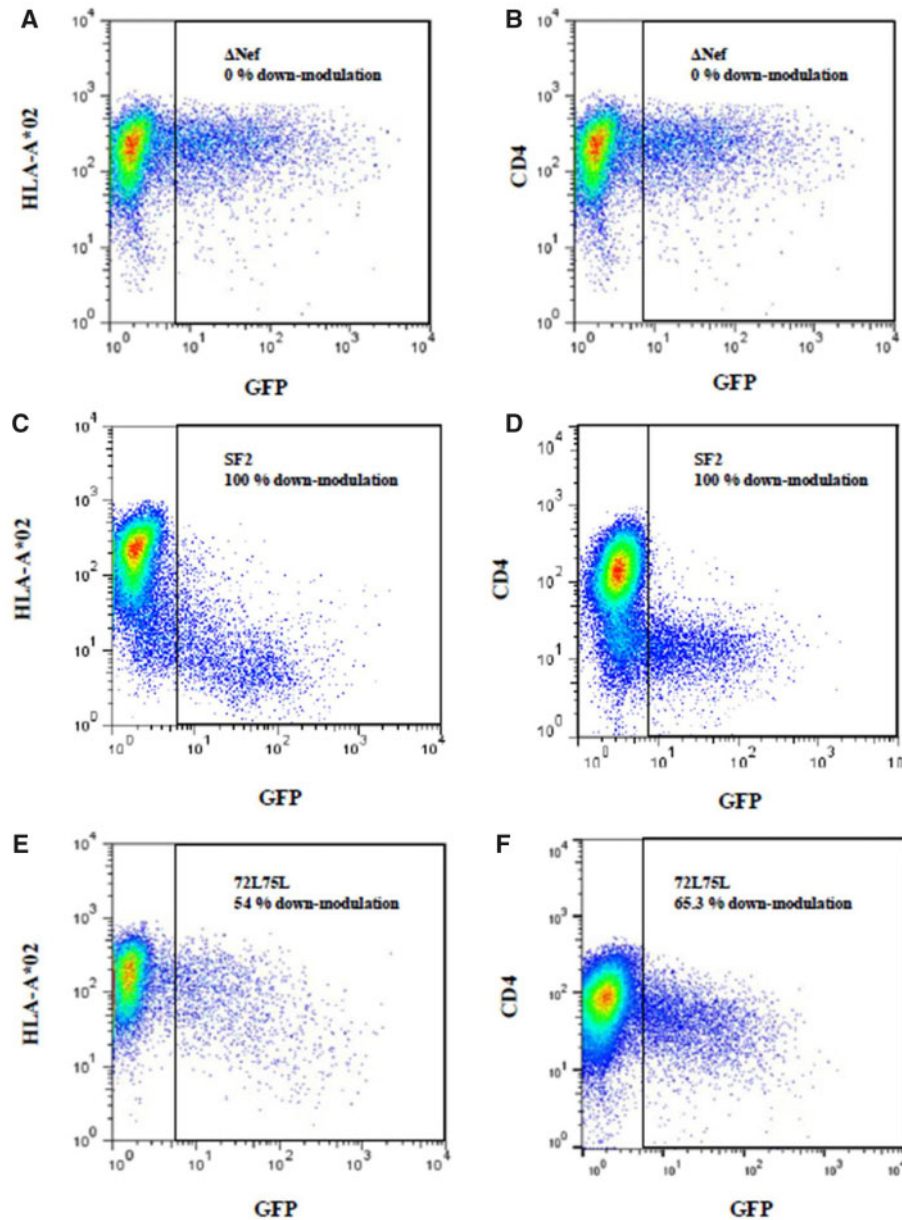 A
ΔNef
0 % down-modulation
HLA-A*02
10⁴
10³
10²
10¹
10⁰
10⁰ 10¹ 10² 10³ 10⁴
GFP
B
ΔNef
0 % down-modulation
CD4
10⁴
10³
10²
10¹
10⁰
10⁰ 10¹ 10² 10³ 10⁴
GFP
C
SF2
100 % down-modulation
HLA-A*02
10⁴
10³
10²
10¹
10⁰
10⁰ 10¹ 10² 10³ 10⁴
GFP
D
SF2
100 % down-modulation
CD4
10⁴
10³
10²
10¹
10⁰
10⁰ 10¹ 10² 10³
GFP
E
72L75L
54 % down-modulation
HLA-A*02
10⁴
10³
10²
10¹
10⁰
10⁰ 10¹ 10² 10³ 10⁴
GFP
F
72L75L
65.3 % down-modulation
CD4
10⁴
10³
10²
10¹
10⁰
10⁰ 10¹ 10² 10³
GFP